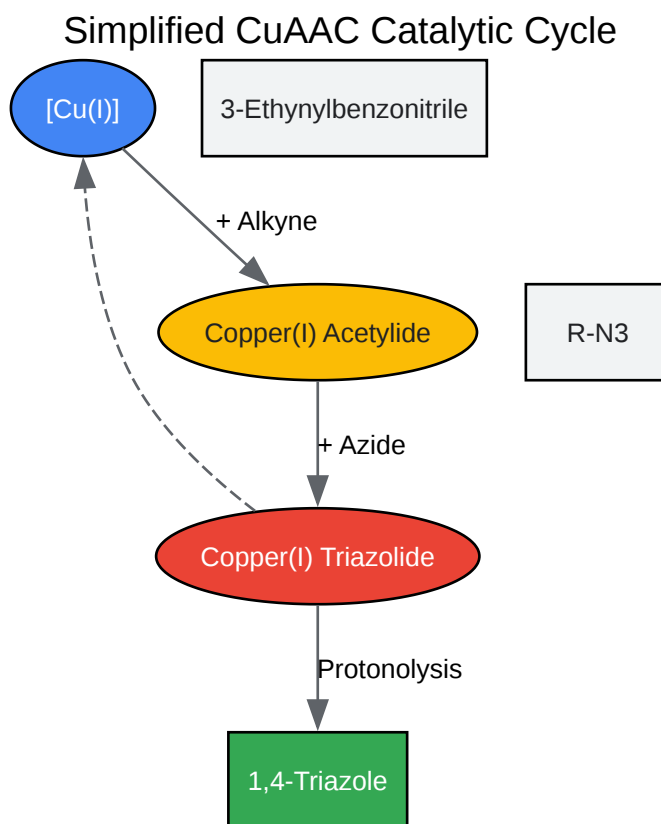 Simplified CuAAC Catalytic Cycle
[Cu(I)]
3-Ethynylbenzonitrile
+ Alkyne
Copper(I) Acetylide
R-N3
+ Azide
Copper(I) Triazolide
Protonolysis
1,4-Triazole